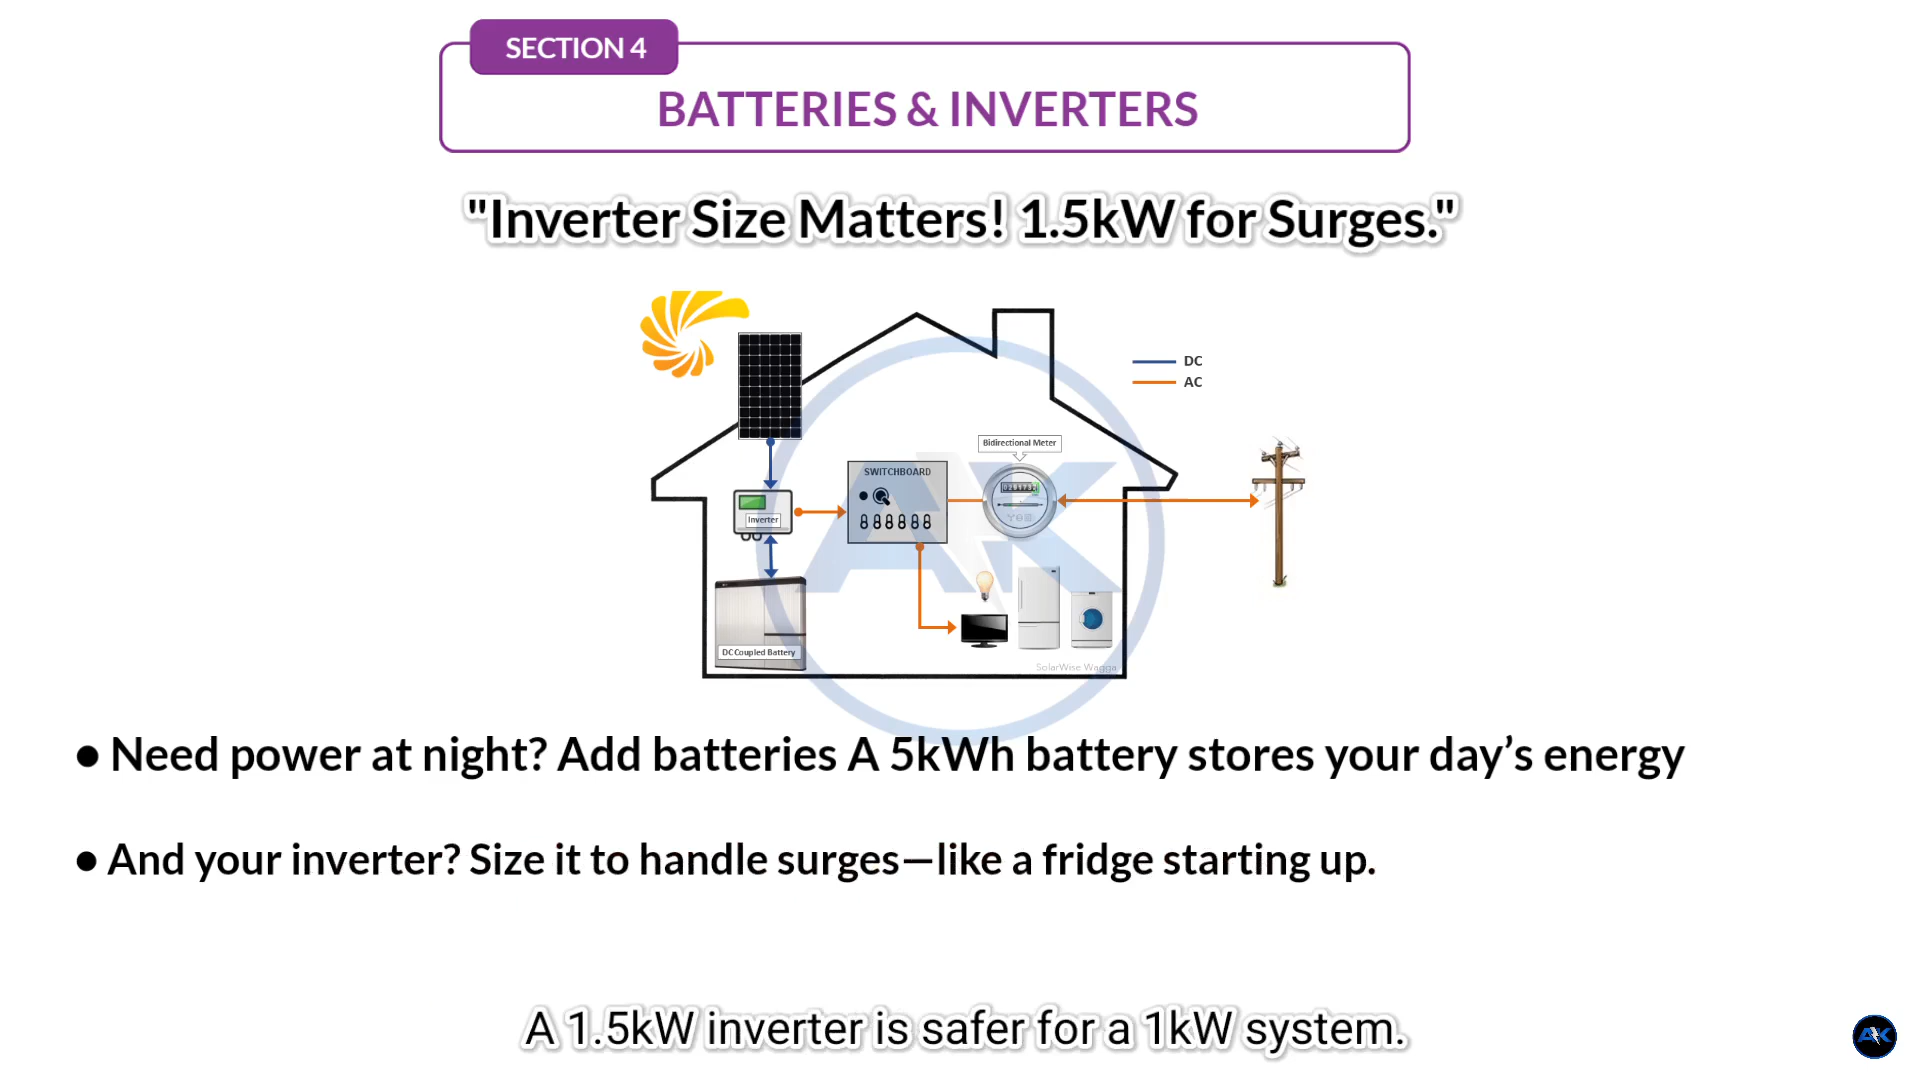 SECTION 4
BATTERIES & INVERTERS
"Inverter Size Matters! 1.5kW for Surges."
DC
AC
Bidirectional Meter
SWITCHBOARD
Inverter
DC Coupled Battery
SolarWise Wagga
AK
● Need power at night? Add batteries A 5kWh battery stores your day’s energy
● And your inverter? Size it to handle surges—like a fridge starting up.
A 1.5kW inverter is safer for a 1kW system.
AK